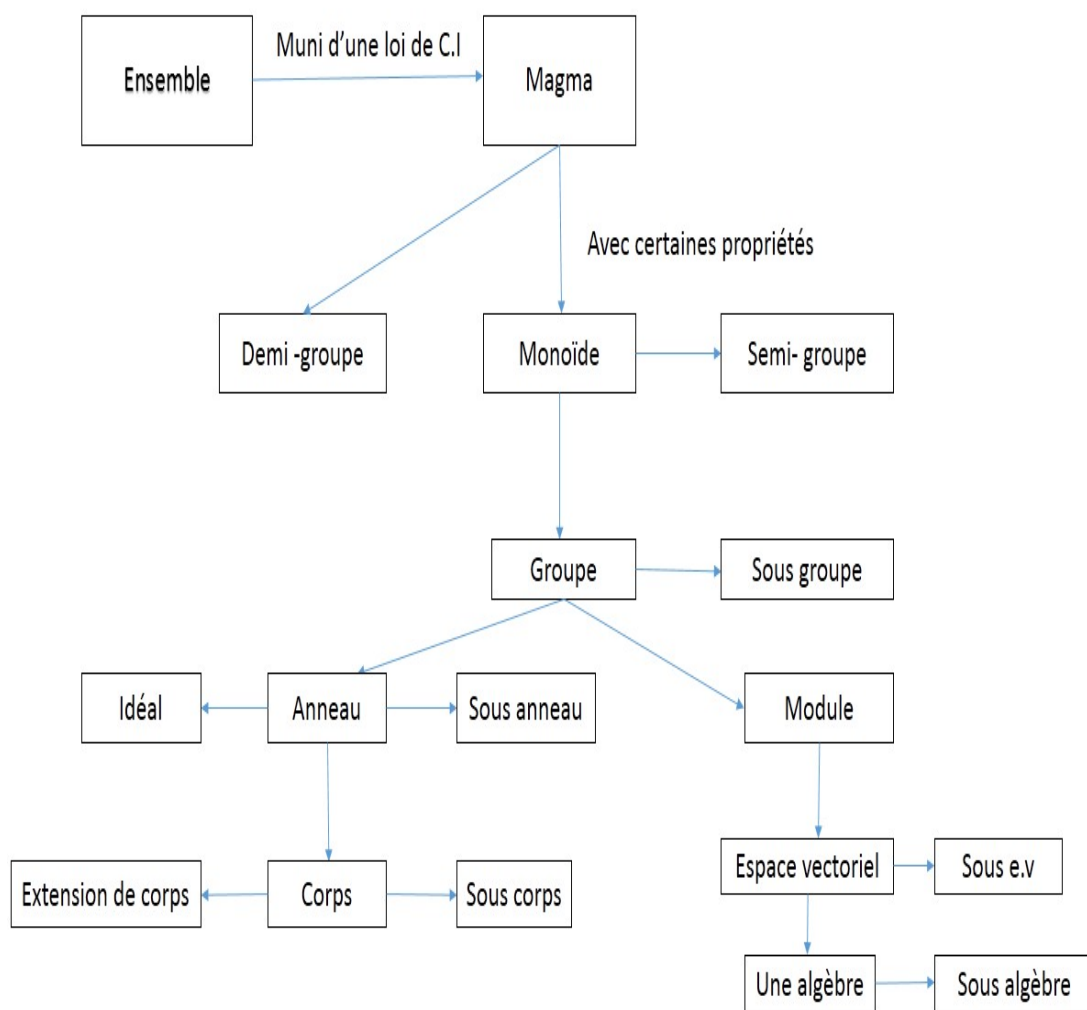 Muni d'une loi de C.I
Ensemble
Magma
Avec certaines propriétés
Demi -groupe
Monoïde
Semi- groupe
Groupe
Sous groupe
Idéal
Anneau
Sous anneau
Module
Espace vectoriel
Sous e.v
Extension de corps
Corps
Sous corps
Une algèbre
Sous algèbre